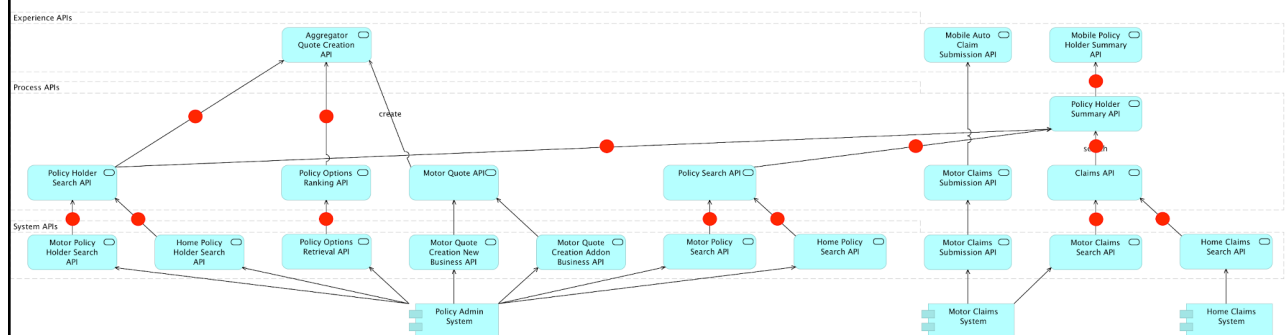 Experience APIs
Aggregator
Quote Creation
API
Mobile Auto
Claim
Submission API
Mobile Policy
Holder Summary
API
Process APIs
Policy Holder
Summary API
create
Policy Holder
Search API
Policy Options
Ranking API
Motor Quote API
Policy Search API
Motor Claims
Submission API
Claims API
System APIs
Motor Policy
Holder Search
API
Home Policy
Holder Search
API
Policy Options
Retrieval API
Motor Quote
Creation New
Business API
Motor Quote
Creation Addon
Business API
Motor Policy
Search API
Home Policy
Search API
Motor Claims
Submission API
Motor Claims
Search API
Home Claims
Search API
Policy Admin
System
Motor Claims
System
Home Claims
System